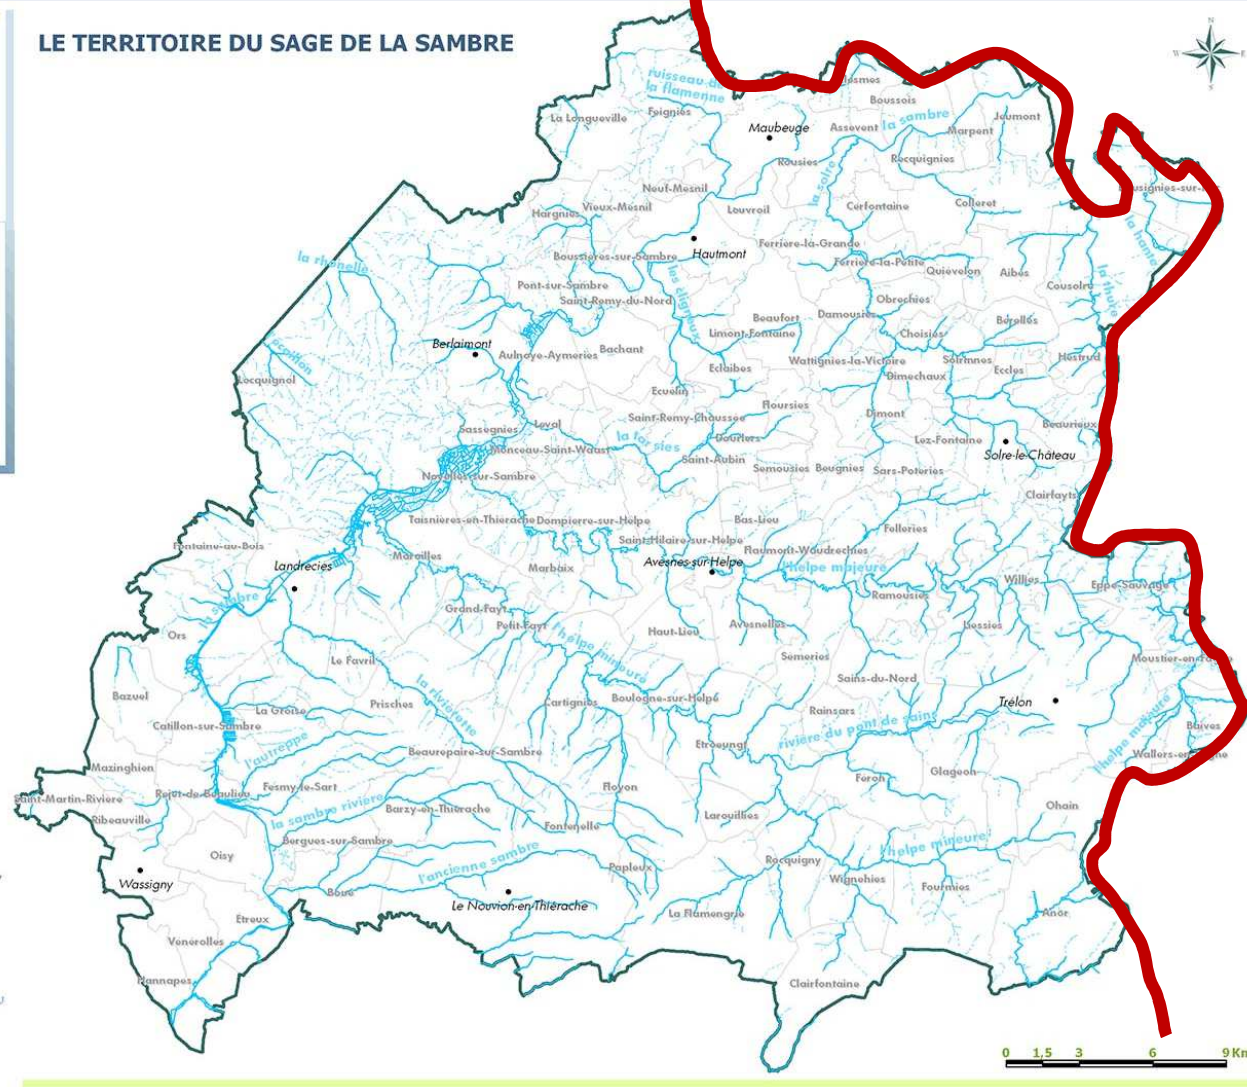 LE TERRITOIRE DU SAGE DE LA SAMBRE
N
W
E
S
ruisseau de
la flamenne
La Longueville
Feignies
Boussois
Maubeuge
Assevent
la sambre
Marpent
Jeumont
Rousies
Recquignies
la solre
Neuf-Mesnil
Vieux-Mesnil
Hargnies
Louvroil
Cerfontaine
Colleret
la hante
Hautmont
Ferrière-la-Grande
Boussières-sur-Sambre
la rhonelle
Ferrière-la-Petite
Quiévelon
Aibes
Cousolre
la thure
les cligneux
Pont-sur-Sambre
Saint-Remy-du-Nord
Obrechies
Damousies
Beaufort
Limont-Fontaine
Choisies
Bérelles
Berlaimont
Aulnoye-Aymeries
Bachant
Eclaibes
Wattignies-la-Victoire
Solrinnes
Hestrud
Eccles
Dimechaux
Locquignol
Ecuélin
Floursies
Saint-Remy-Chaussée
Dimont
Beaurieux
Sassegnies
Leval
la tarsies
Dourlers
Lez-Fontaine
Solre-le-Château
Monceau-Saint-Waast
Saint-Aubin
Semousies
Beugnies
Sars-Poteries
Noyelles-sur-Sambre
Clairfayts
Taisnières-en-Thiérache
Dompierre-sur-Helpe
Bas-Lieu
Felleries
Fontaine-au-Bois
Saint-Hilaire-sur-Helpe
Flaumont-Waudrechies
Maroilles
Marbaix
Avesnes-sur-Helpe
l'helpe majeure
Landrecies
Willies
Eppe-Sauvage
sambre
Grand-Fayt
Petit-Fayt
Ramousies
Ors
l'helpe mineure
Haut-Lieu
Avesnelles
Liessies
Le Favril
Semeries
Moustier-en-Fagne
Bazuel
la riviérette
Sains-du-Nord
La Groise
Prisches
Cartignies
Boulogne-sur-Helpe
Rainsars
Trélon
Catillon-sur-Sambre
rivière du pont de sains
Baives
l'helpe majeure
l'autreppe
Beaurepaire-sur-Sambre
Etroeungt
Wallers-en-Fagne
Mazinghien
Féron
Glageon
Saint-Martin-Rivière
Rejet-de-Beaulieu
Fesmy-le-Sart
Floyon
la sambre rivière
Barzy-en-Thiérache
Ohain
Ribeauville
Larouillies
Fontenelle
Bergues-sur-Sambre
l'helpe mineure
Oisy
l'ancienne sambre
Rocquigny
Papleux
Wassigny
Wignehies
Fourmies
Boué
Le Nouvion-en-Thiérache
La Flamengrie
Anor
Etreux
Vénérolles
Hannapes
Clairfontaine
0 1,5 3 6 9 Km